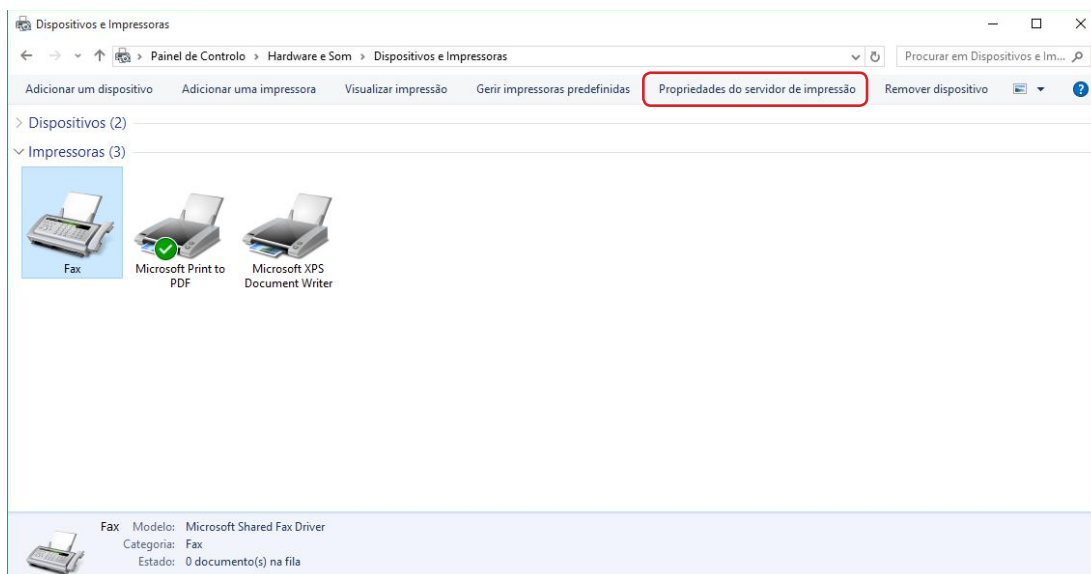 Dispositivos e Impressoras
Painel de Controlo > Hardware e Som > Dispositivos e Impressoras
Procurar em Dispositivos e Im...
Adicionar um dispositivo Adicionar uma impressora Visualizar impressão Gerir impressoras predefinidas Propriedades do servidor de impressão Remover dispositivo
Dispositivos (2)
Impressoras (3)
Fax
Microsoft Print to
PDF
Microsoft XPS
Document Writer
Fax Modelo: Microsoft Shared Fax Driver
Categoria: Fax
Estado: 0 documento(s) na fila